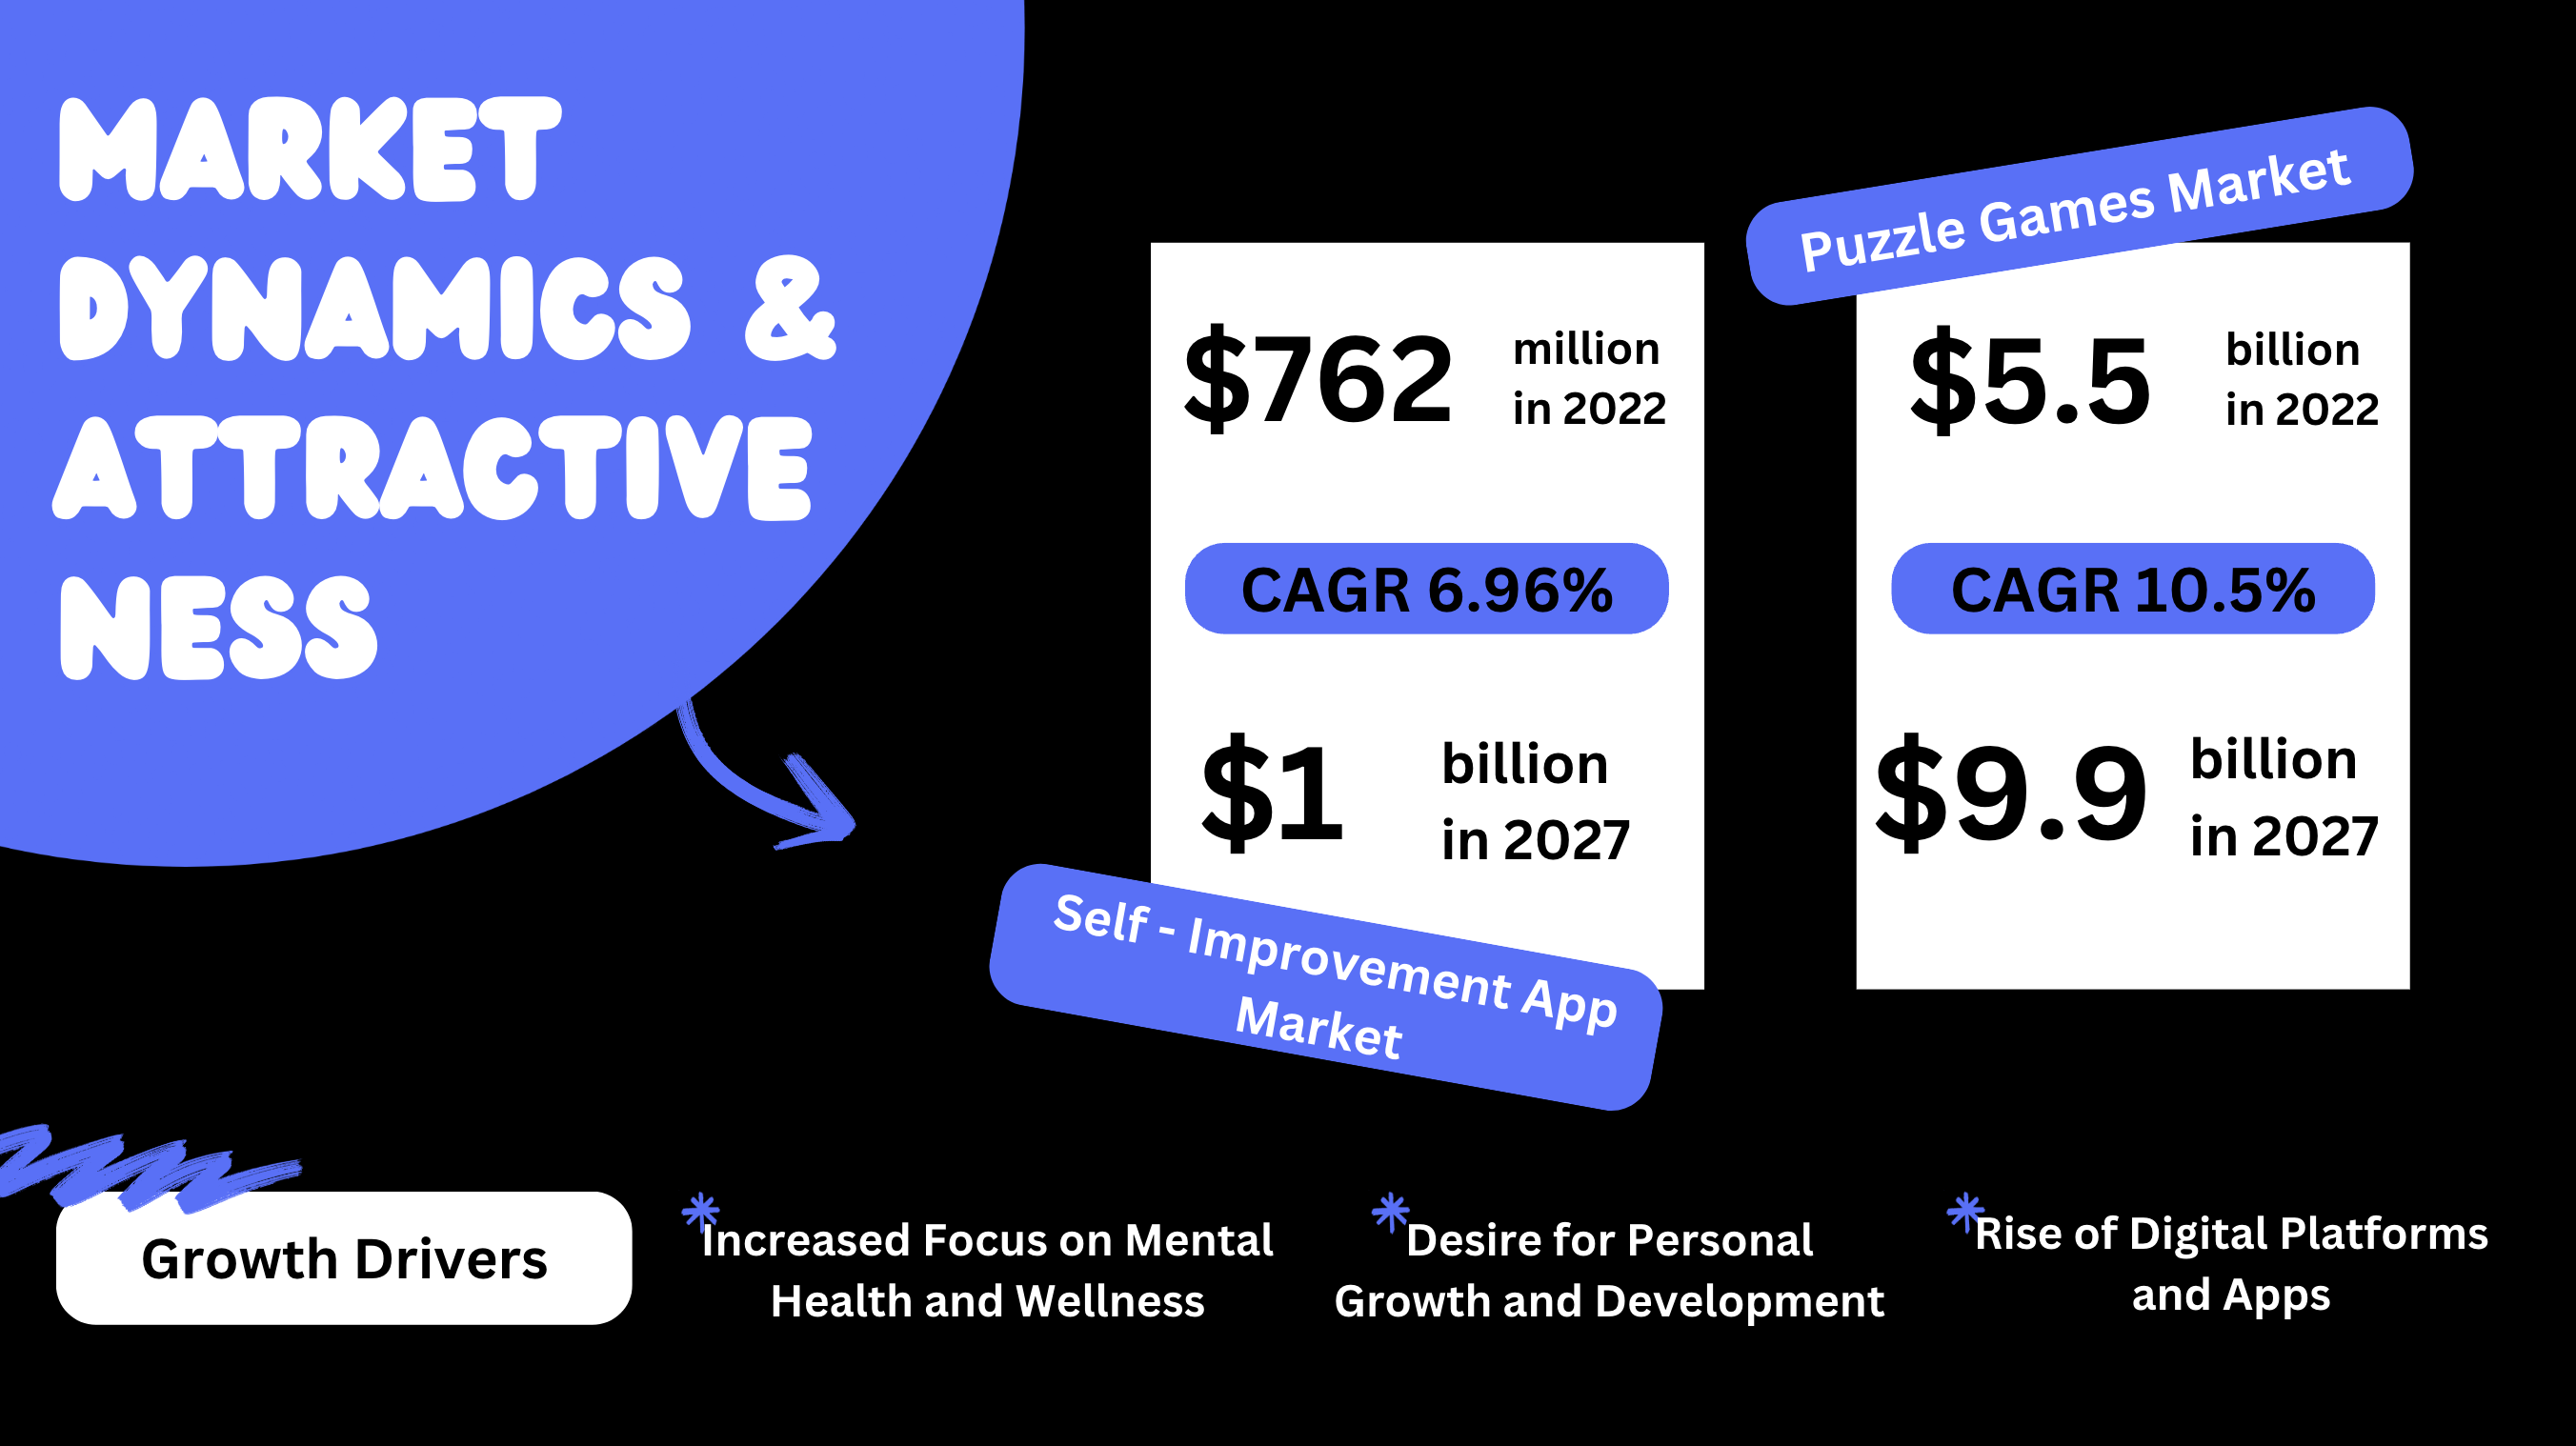 MARKET
DYNAMICS &
ATTRACTIVE
NESS
$762
million
in 2022
CAGR 6.96%
$1
billion
in 2027
Self - Improvement App
Market
Puzzle Games Market
$5.5
billion
in 2022
CAGR 10.5%
$9.9
billion
in 2027
Growth Drivers
Increased Focus on Mental
Health and Wellness
Desire for Personal
Growth and Development
Rise of Digital Platforms
and Apps